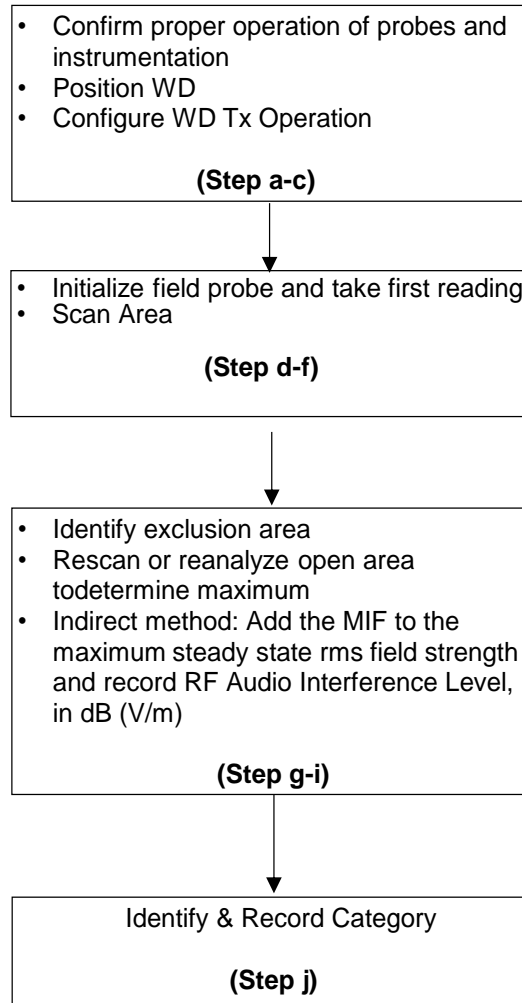 • Confirm proper operation of probes and
instrumentation
• Position WD
• Configure WD Tx Operation
(Step a-c)
• Initialize field probe and take first reading
• Scan Area
(Step d-f)
• Identify exclusion area
• Rescan or reanalyze open area
todetermine maximum
• Indirect method: Add the MIF to the
maximum steady state rms field strength
and record RF Audio Interference Level,
in dB (V/m)
(Step g-i)
Identify & Record Category
(Step j)